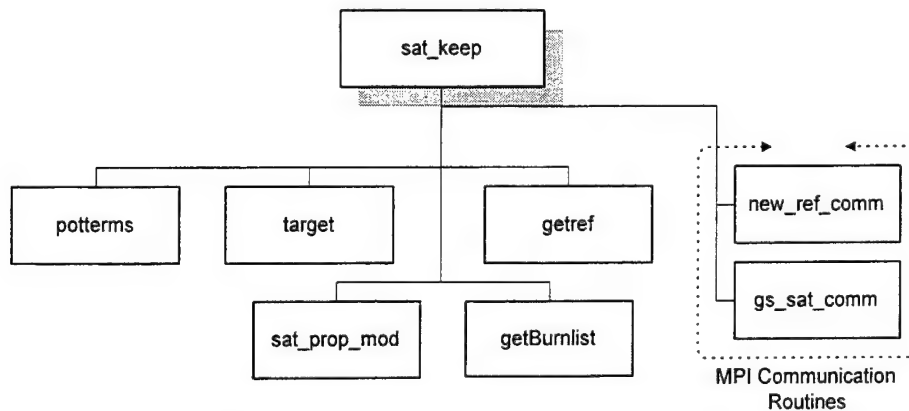 sat_keep
potterms
target
getref
new_ref_comm
gs_sat_comm
sat_prop_mod
getBurnlist
MPI Communication
Routines